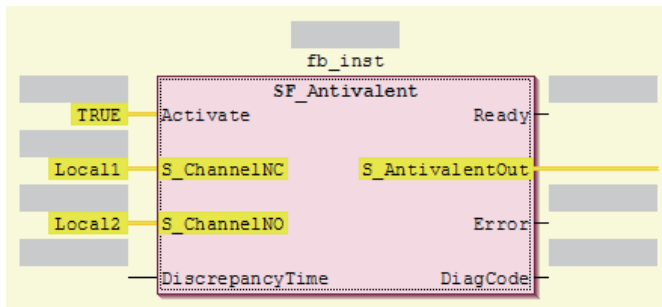 fb_inst
SF_Antivalent
TRUE Activate Ready
Local1 S_ChannelNC S_AntivalentOut
Local2 S_ChannelNO Error
DiscrepancyTime DiagCode